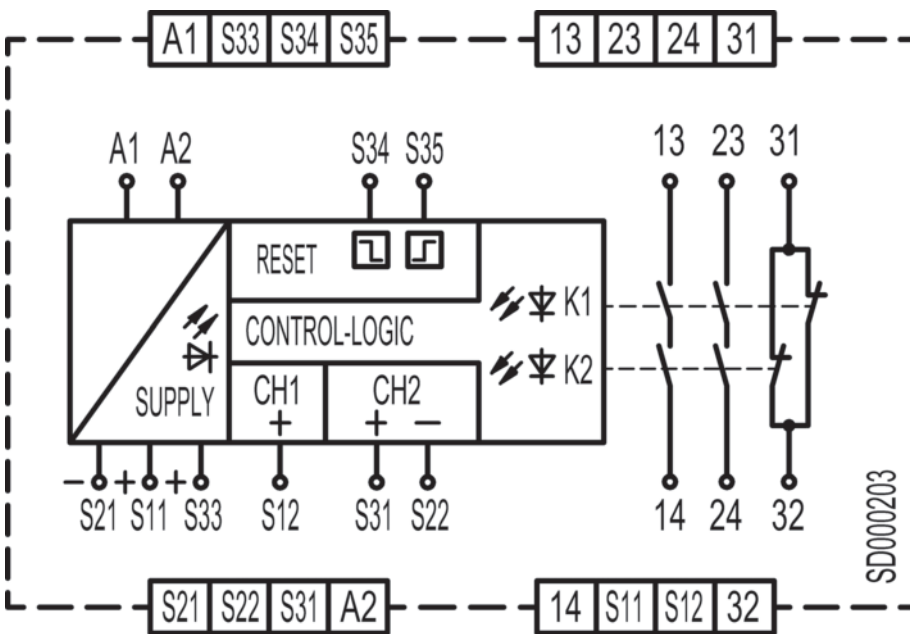 A1 S33 S34 S35 13 23 24 31
A1 A2 S34 S35 13 23 31
RESET
K1
CONTROL-LOGIC
K2
SUPPLY CH1 CH2
+ + −
− + +
S21 S11 S33 S12 S31 S22 14 24 32
SD000203
S21 S22 S31 A2 14 S11 S12 32